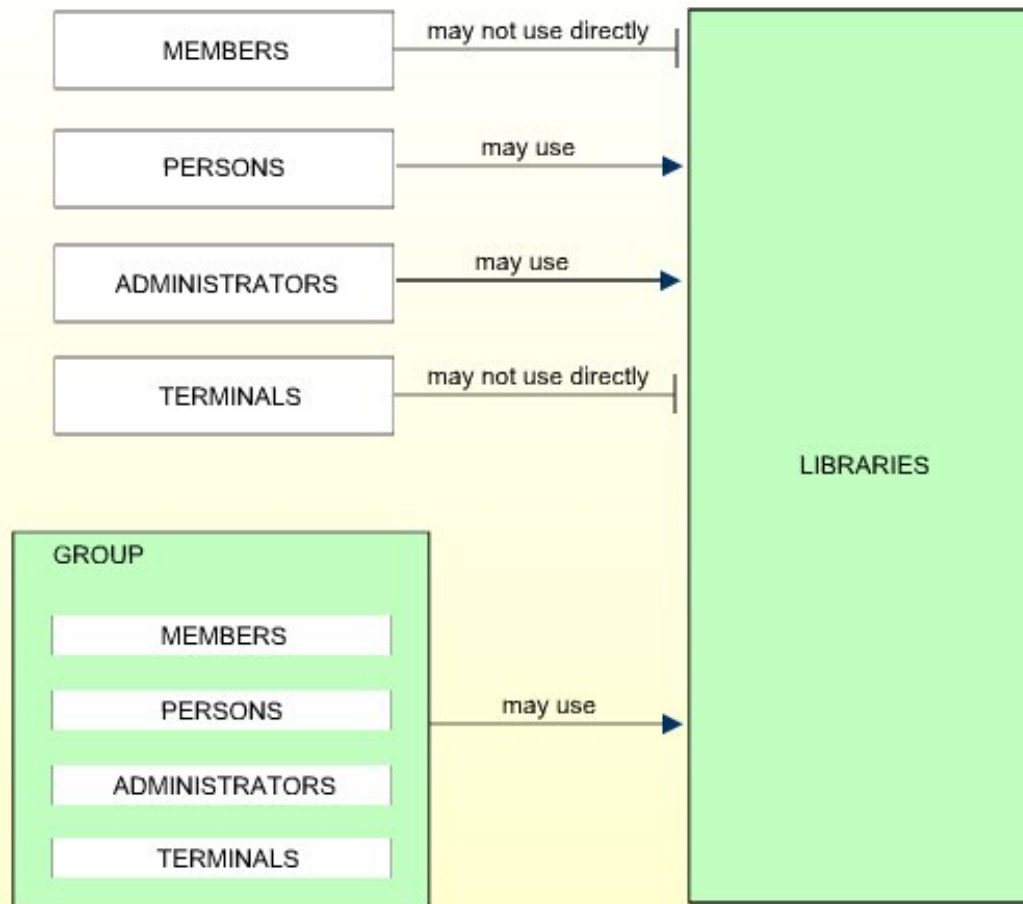 MEMBERS
may not use directly
PERSONS
may use
ADMINISTRATORS
may use
TERMINALS
may not use directly
LIBRARIES
GROUP
MEMBERS
PERSONS
ADMINISTRATORS
TERMINALS
may use